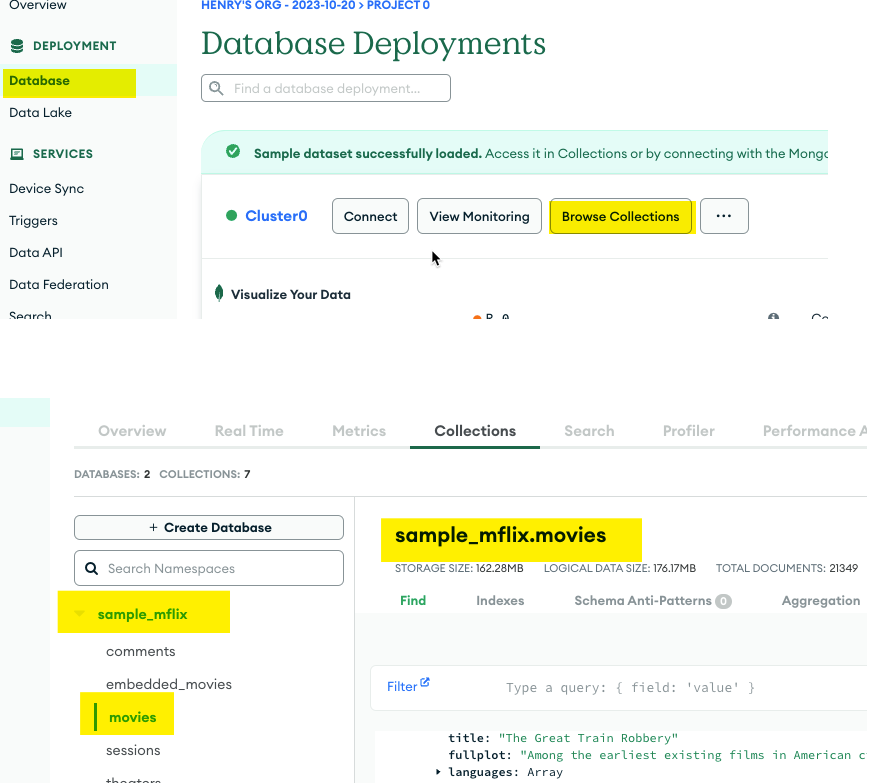 Overview
HENRY'S ORG - 2023-10-20 > PROJECT 0
DEPLOYMENT
Database Deployments
Database
Find a database deployment...
Data Lake
SERVICES
Sample dataset successfully loaded. Access it in Collections or by connecting with the Mongo
Device Sync
Cluster0
Connect
View Monitoring
Browse Collections
...
Triggers
Data API
Data Federation
Visualize Your Data
Search
R 0
Co
Overview
Real Time
Metrics
Collections
Search
Profiler
Performance A
DATABASES: 2 COLLECTIONS: 7
+ Create Database
Search Namespaces
sample_mflix
comments
embedded_movies
movies
sessions
theaters
sample_mflix.movies
STORAGE SIZE: 162.28MB LOGICAL DATA SIZE: 176.17MB TOTAL DOCUMENTS: 21349
Find
Indexes
Schema Anti-Patterns 0
Aggregation
Filter
Type a query: { field: 'value' }
title: "The Great Train Robbery"
fullplot: "Among the earliest existing films in American c
languages: Array